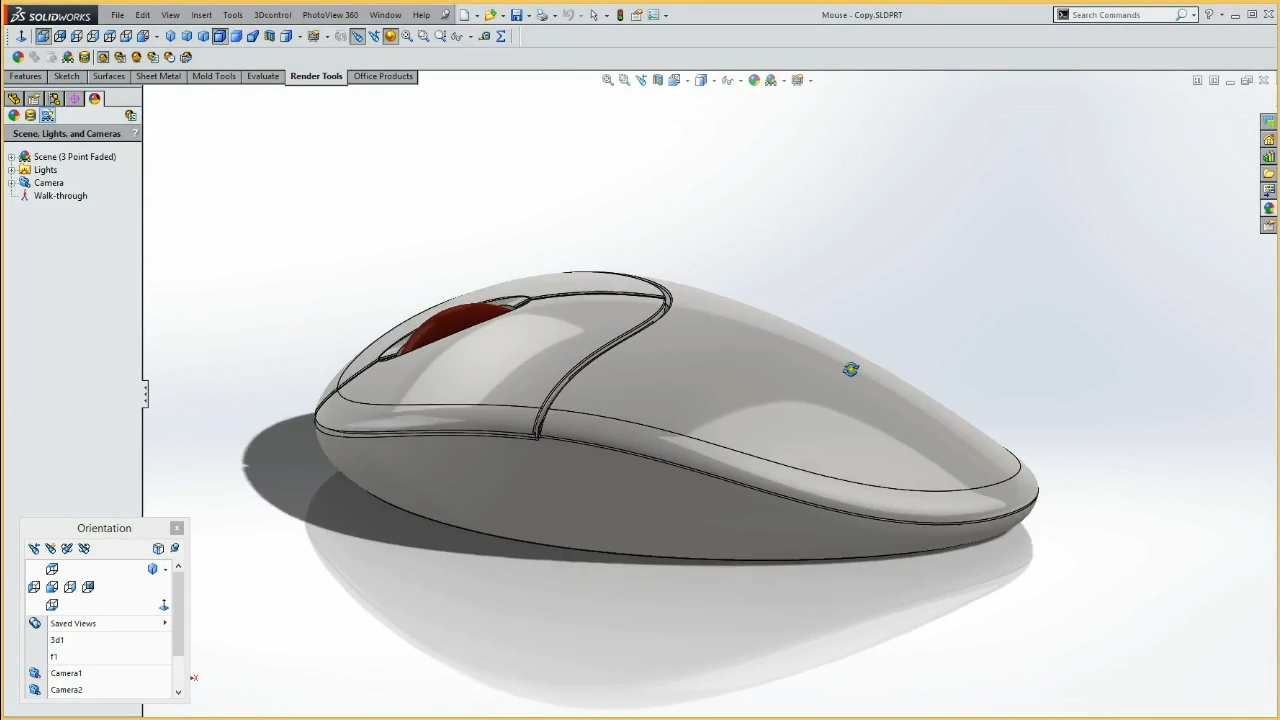 SOLIDWORKS File Edit View Insert Tools 3Dcontrol PhotoView 360 Window Help Mouse - Copy.SLDPRT Search Commands ?
Features Sketch Surfaces Sheet Metal Mold Tools Evaluate Render Tools Office Products
Scene, Lights, and Cameras ?
Scene (3 Point Faded)
Lights
Camera
Walk-through
Orientation
Saved Views
3d1
f1
Camera1
Camera2
X